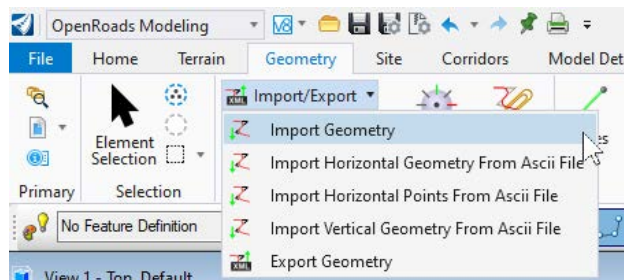 OpenRoads Modeling
File Home Terrain Geometry Site Corridors Model Det
Import/Export
XML
Element
Selection
Import Geometry
Import Horizontal Geometry From Ascii File
Import Horizontal Points From Ascii File
Import Vertical Geometry From Ascii File
XML Export Geometry
Primary Selection
No Feature Definition
View 1 - Top, Default